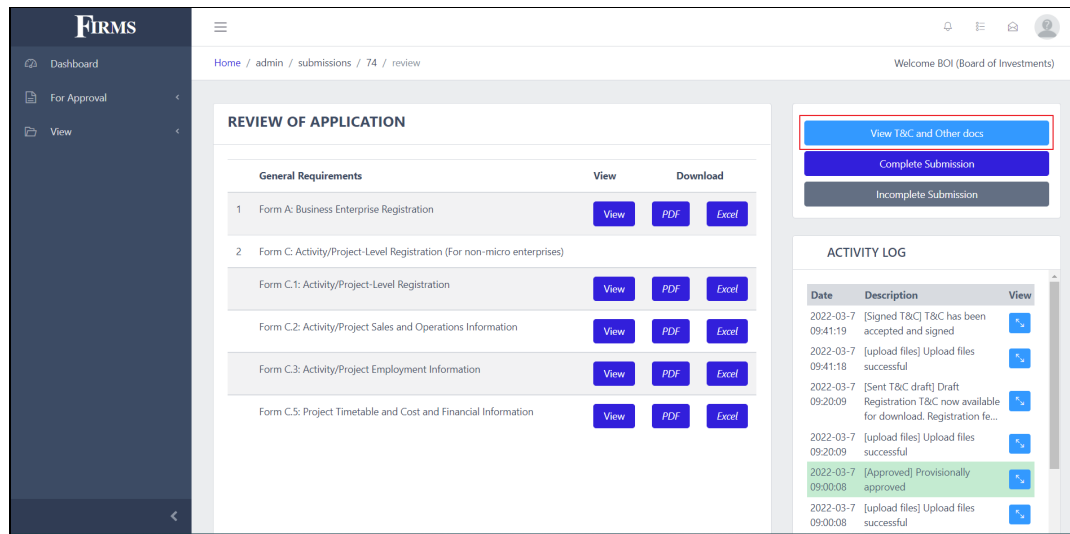 FIRMS
Dashboard
For Approval
View
Home / admin / submissions / 74 / review
Welcome BOI (Board of Investments)
REVIEW OF APPLICATION
General Requirements View Download
1 Form A: Business Enterprise Registration View PDF Excel
2 Form C: Activity/Project-Level Registration (For non-micro enterprises)
Form C.1: Activity/Project-Level Registration View PDF Excel
Form C.2: Activity/Project Sales and Operations Information View PDF Excel
Form C.3: Activity/Project Employment Information View PDF Excel
Form C.5: Project Timetable and Cost and Financial Information View PDF Excel
View T&C and Other docs
Complete Submission
Incomplete Submission
ACTIVITY LOG
Date Description View
2022-03-7 [Signed T&C] T&C has been
09:41:19 accepted and signed
2022-03-7 [upload files] Upload files
09:41:18 successful
2022-03-7 [Sent T&C draft] Draft
09:20:09 Registration T&C now available
for download. Registration fe...
2022-03-7 [upload files] Upload files
09:20:09 successful
2022-03-7 [Approved] Provisionally
09:00:08 approved
2022-03-7 [upload files] Upload files
09:00:08 successful